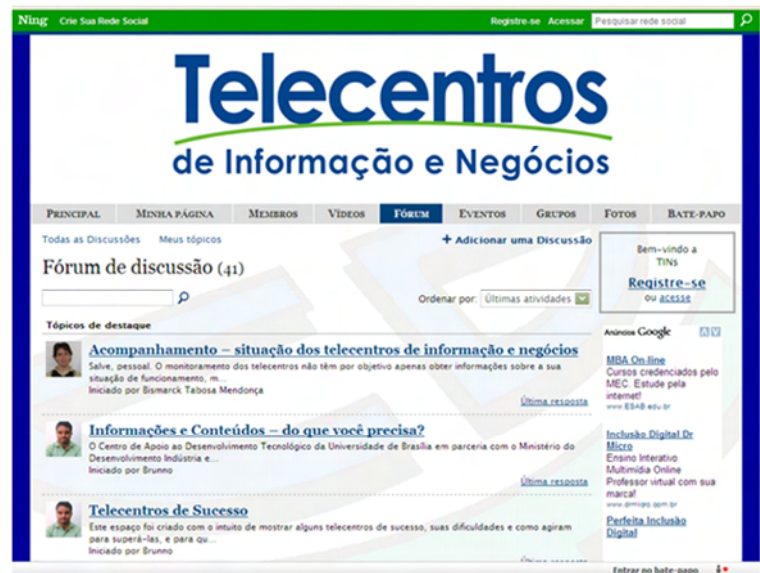 Ning Crie Sua Rede Social Registre-se Acessar Pesquisar rede social
Telecentros
de Informação e Negócios
PRINCIPAL MINHA PÁGINA MEMBROS VÍDEOS FÓRUM EVENTOS GRUPOS FOTOS BATE-PAPO
Todas as Discussões Meus tópicos + Adicionar uma Discussão
Fórum de discussão (41)
Ordenar por: Últimas atividades
Tópicos de destaque
Acompanhamento – situação dos telecentros de informação e negócios
Salve, pessoal. O monitoramento dos telecentros não têm por objetivo apenas obter informações sobre a sua
situação de funcionamento, m...
Iniciado por Bismarck Tabosa Mendonça
Última resposta
Informações e Conteúdos – do que você precisa?
O Centro de Apoio ao Desenvolvimento Tecnológico da Universidade de Brasília em parceria com o Ministério do
Desenvolvimento Indústria e...
Iniciado por Brunno
Última resposta
Telecentros de Sucesso
Este espaço foi criado com o intuito de mostrar alguns telecentros de sucesso, suas dificuldades e como agiram
para superá-las, e para qu...
Iniciado por Brunno
Última resposta
Bem-vindo a
TINs
Registre-se
ou acesse
Anúncios Google
MBA On-line
Cursos credenciados pelo
MEC. Estude pela
internet!
www.ESAB.edu.br
Inclusão Digital Dr
Micro
Ensino Interativo
Multimídia Online
Professor virtual com sua
marca!
www.drmicro.com.br
Perfeita Inclusão
Digital
Entrar no bate-papo